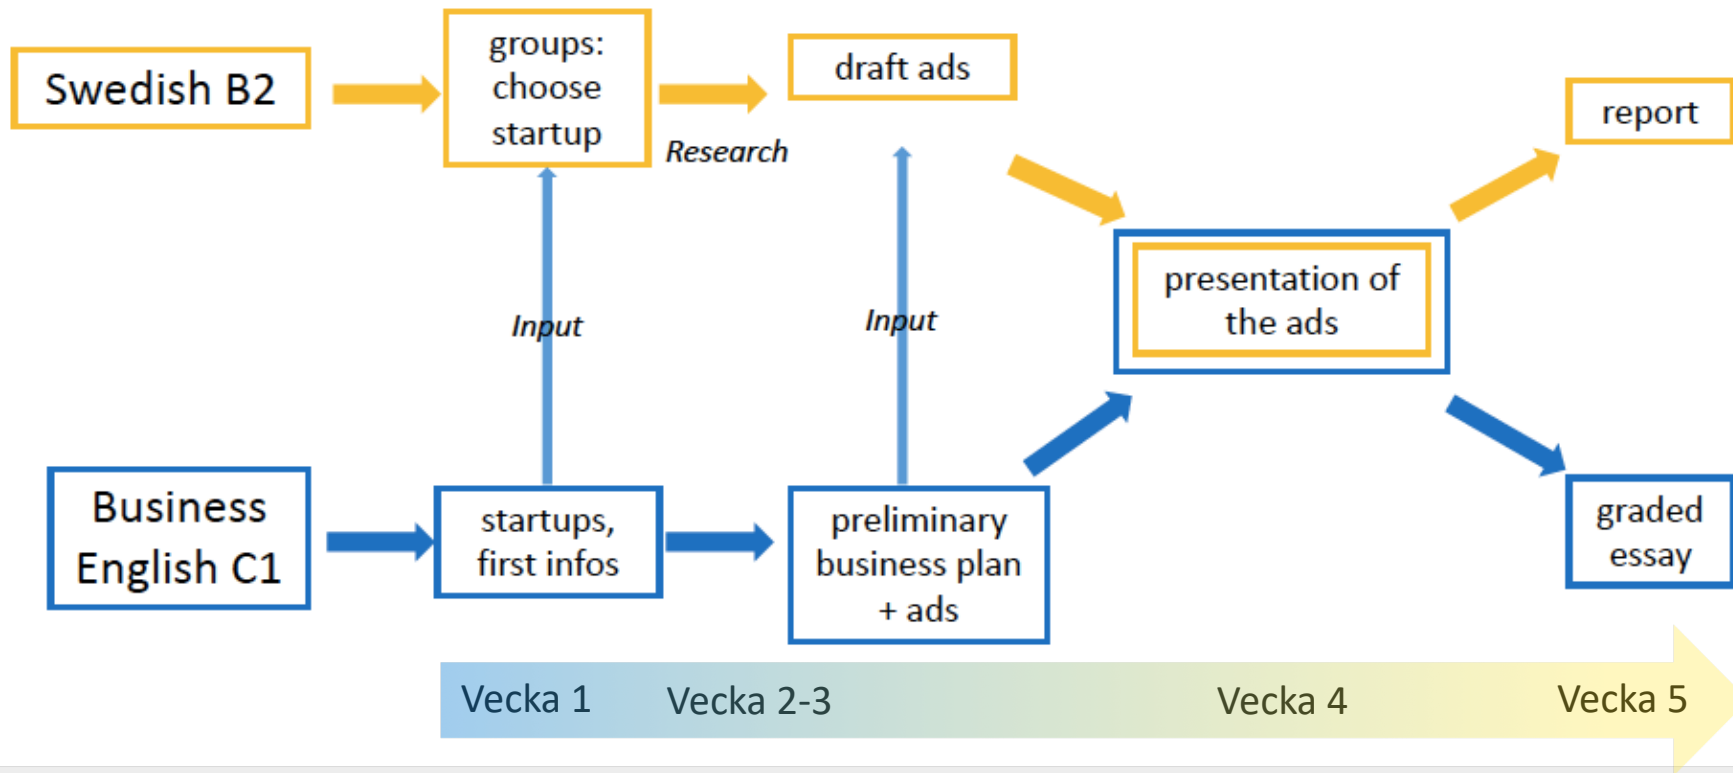 Swedish B2
groups:
choose
startup
Research
draft ads
report
Input
Input
presentation of
the ads
Business
English C1
startups,
first infos
preliminary
business plan
+ ads
graded
essay
Vecka 1
Vecka 2-3
Vecka 4
Vecka 5